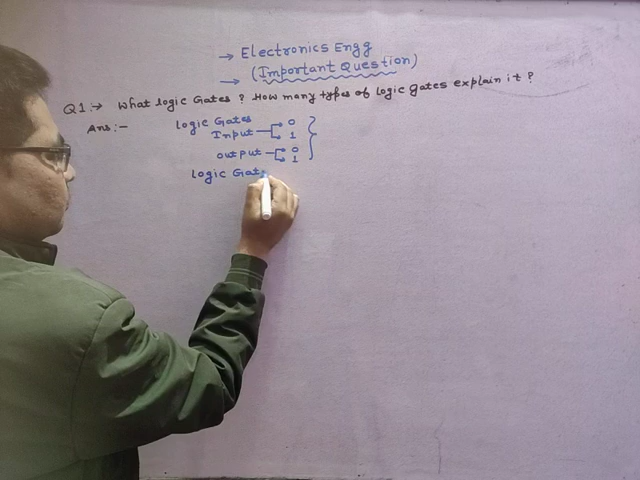 → Electronics Engg
→ (Important Question)
Q1:→ What logic Gates ? How many types of logic gates explain it ?
Ans:- logic Gates
Input 0
1
output 0
1
logic Gat